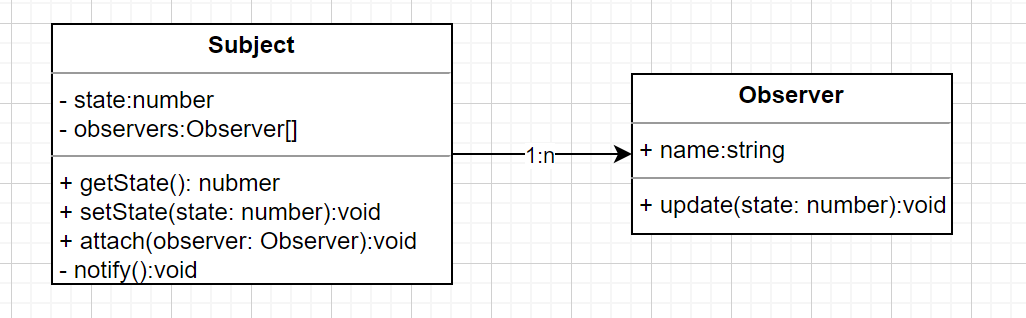 Subject
- state:number
- observers:Observer[]
+ getState(): nubmer
+ setState(state: number):void
+ attach(observer: Observer):void
- notify():void
1:n
Observer
+ name:string
+ update(state: number):void